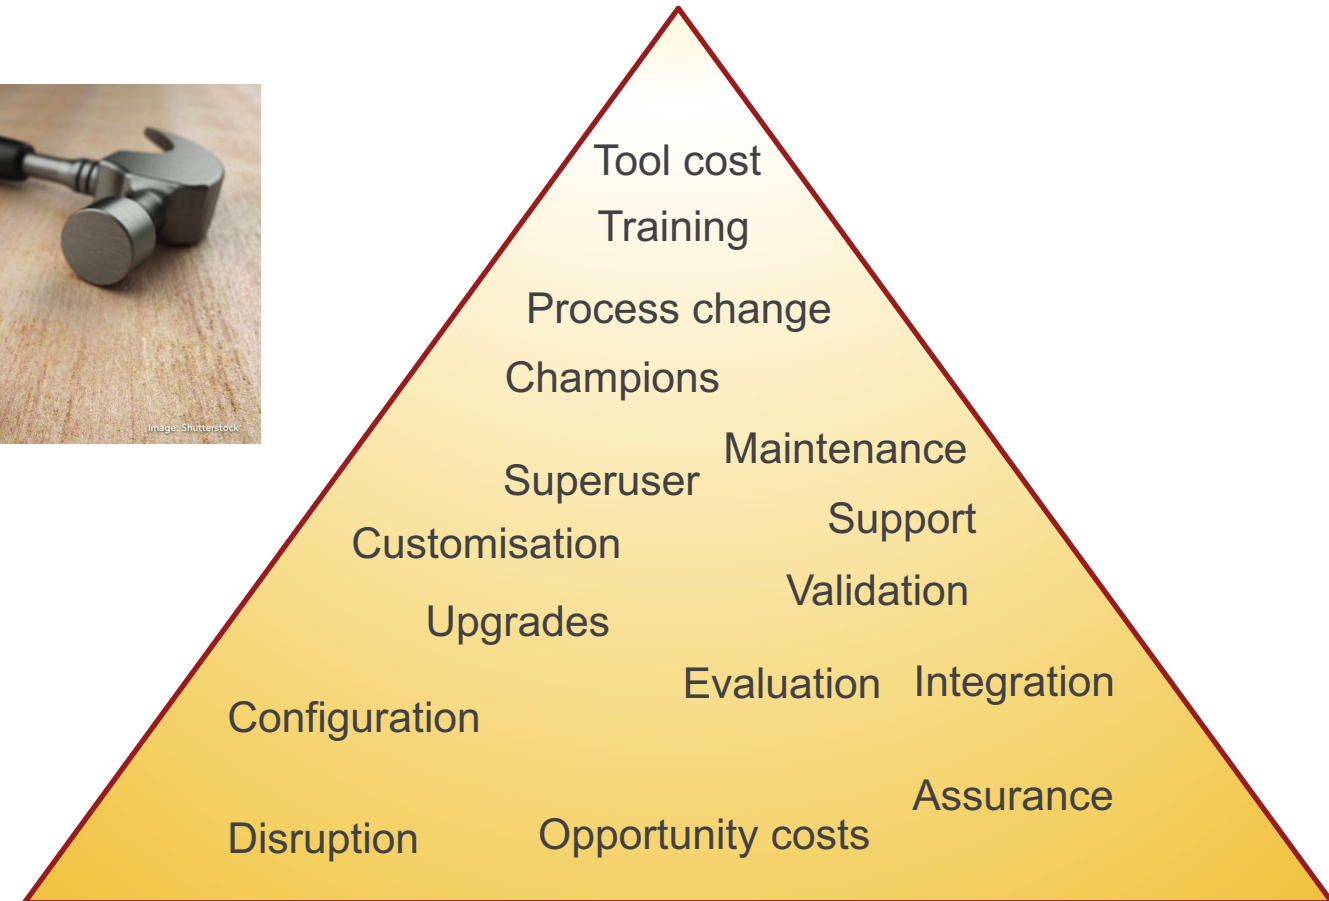 Tool cost
Training
Process change
Champions
Maintenance
Superuser
Support
Customisation
Validation
Upgrades
Evaluation
Integration
Configuration
Assurance
Disruption
Opportunity costs
Image: Shutterstock